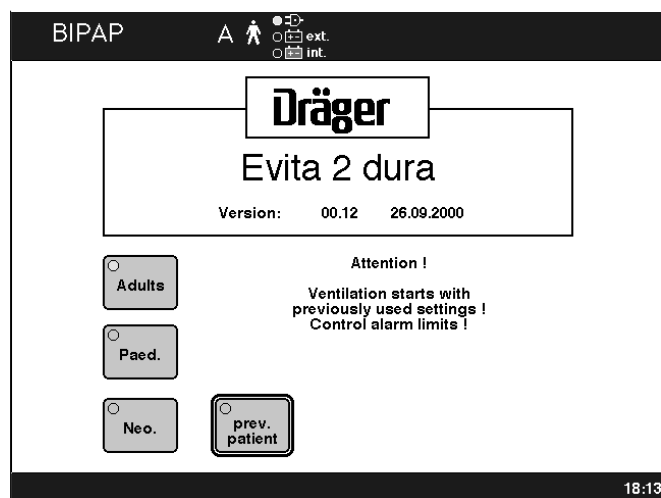 BIPAP
A
ext.
int.
Dräger
Evita 2 dura
Version: 00.12 26.09.2000
Adults
Attention !
Ventilation starts with
previously used settings !
Control alarm limits !
Paed.
Neo.
prev.
patient
18:13